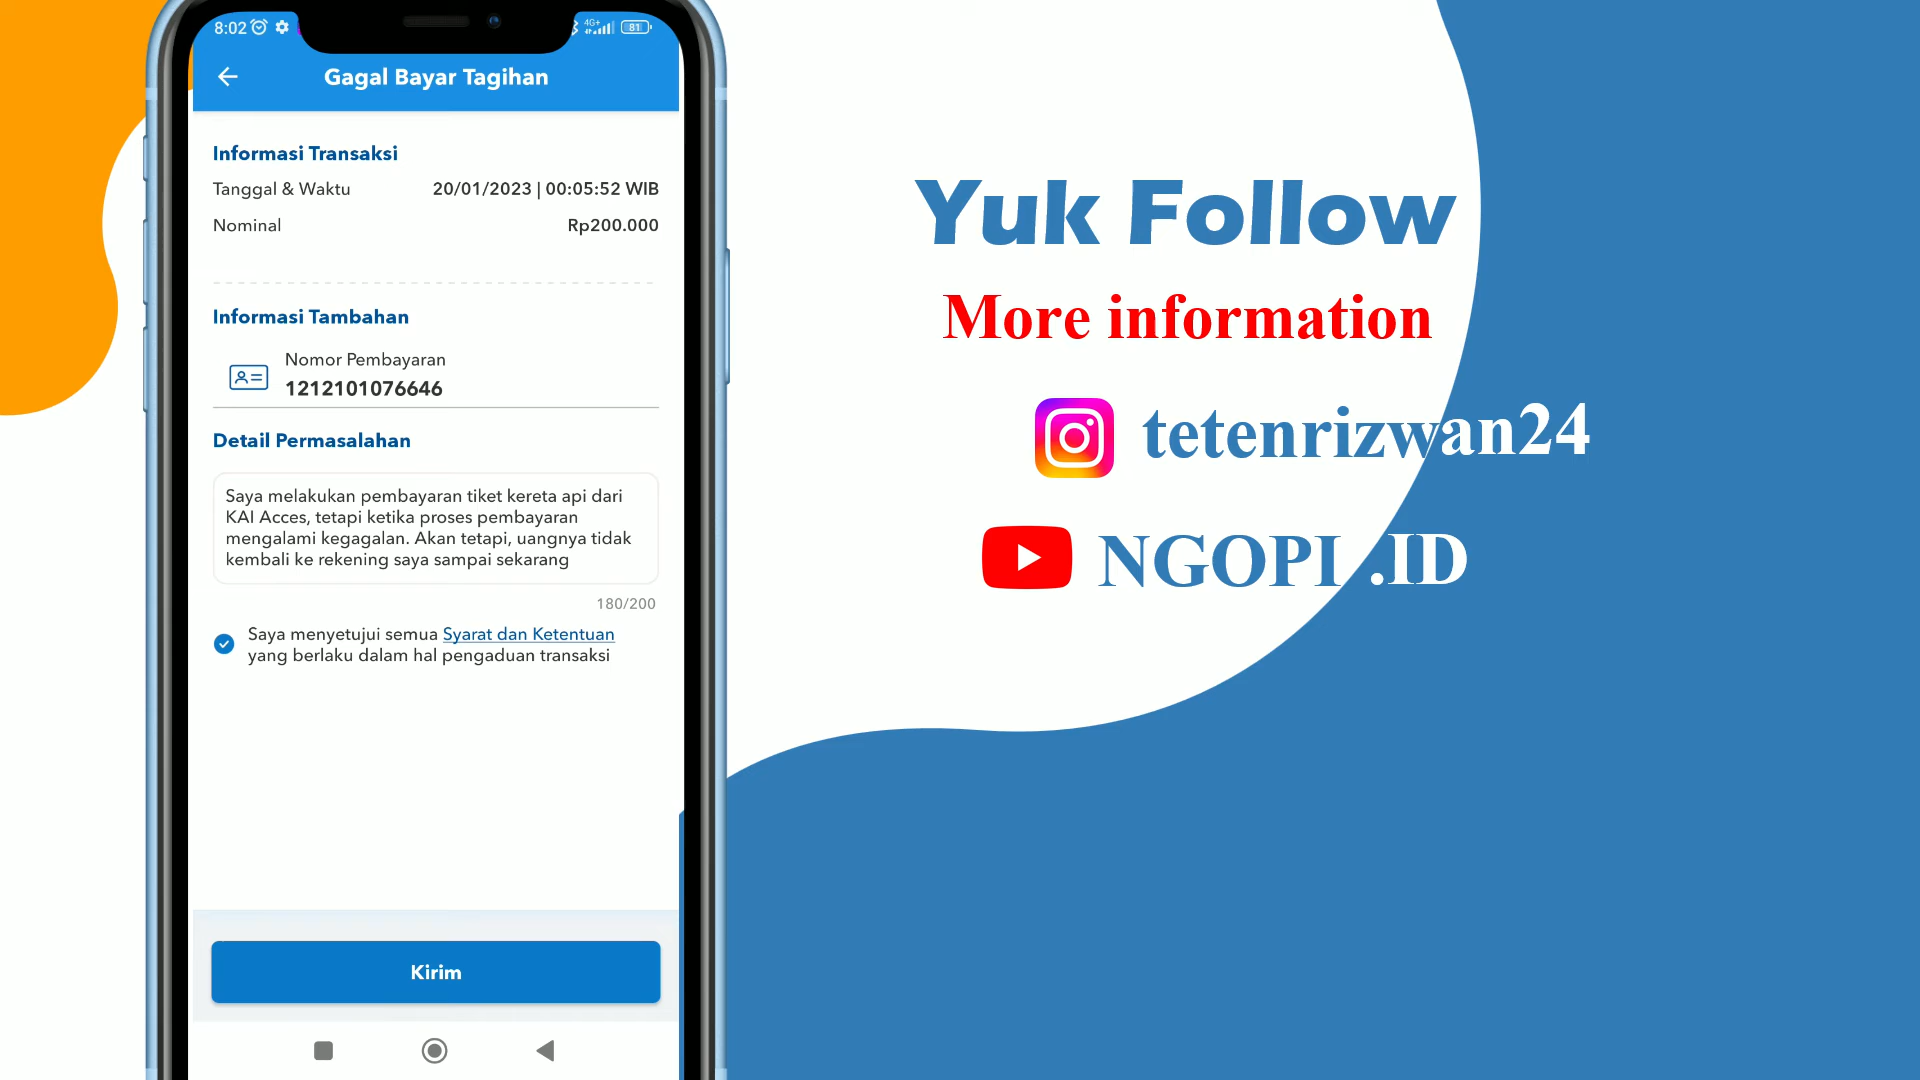 8:02
4G+
81
Gagal Bayar Tagihan
Informasi Transaksi
Tanggal & Waktu 20/01/2023 | 00:05:52 WIB
Nominal Rp200.000
Informasi Tambahan
Nomor Pembayaran
1212101076646
Detail Permasalahan
Saya melakukan pembayaran tiket kereta api dari
KAI Acces, tetapi ketika proses pembayaran
mengalami kegagalan. Akan tetapi, uangnya tidak
kembali ke rekening saya sampai sekarang
180/200
Saya menyetujui semua Syarat dan Ketentuan
yang berlaku dalam hal pengaduan transaksi
Kirim
Yuk Follow
More information
tetenrizwan24
NGOPI .ID